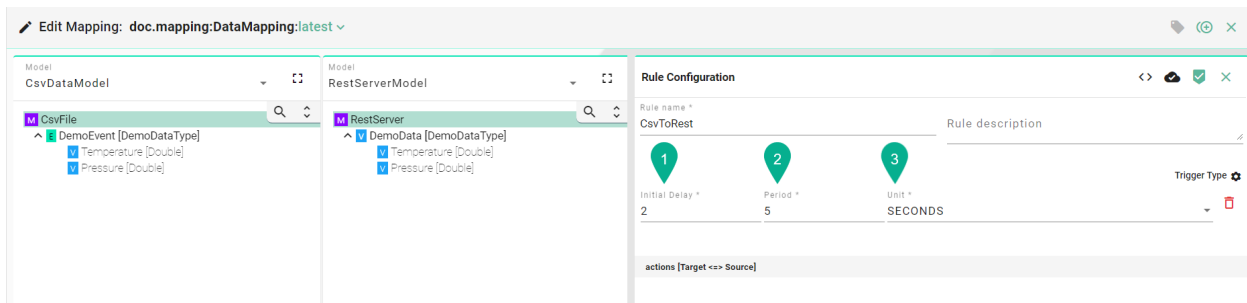 Edit Mapping: doc.mapping:DataMapping:latest
Model
CsvDataModel
M CsvFile
E DemoEvent [DemoDataType]
V Temperature [Double]
V Pressure [Double]
Model
RestServerModel
M RestServer
V DemoData [DemoDataType]
V Temperature [Double]
V Pressure [Double]
Rule Configuration
Rule name *
CsvToRest
Rule description
1 2 3
Trigger Type
Initial Delay * Period * Unit *
2 5 SECONDS
actions [Target <=> Source]